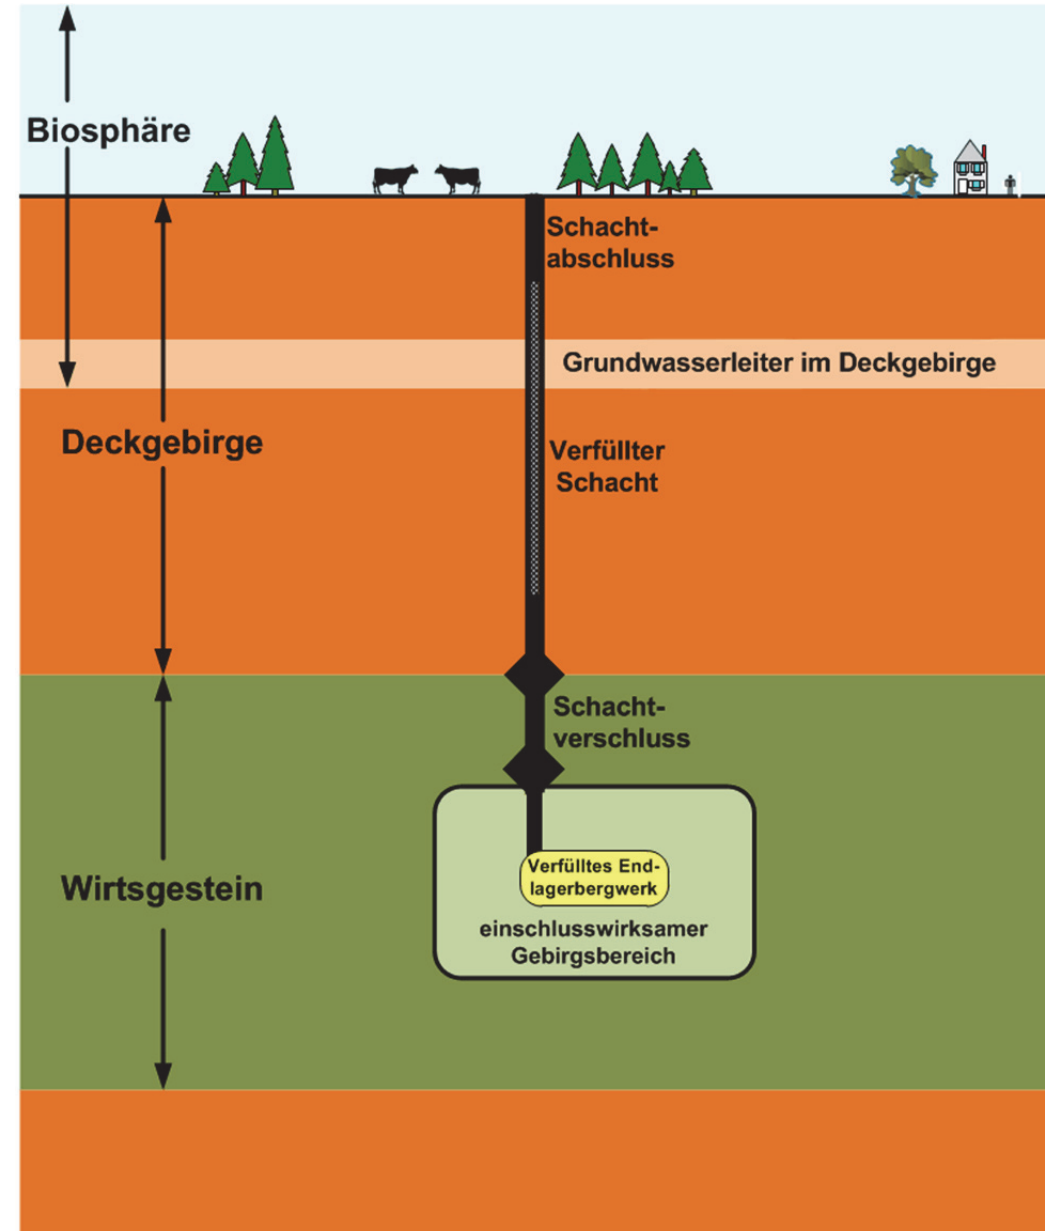 Biosphäre
Schacht-
abschluss
Grundwasserleiter im Deckgebirge
Deckgebirge
Verfüllter
Schacht
Schacht-
verschluss
Wirtsgestein
Verfülltes End-
lagerbergwerk
einschlusswirksamer
Gebirgsbereich